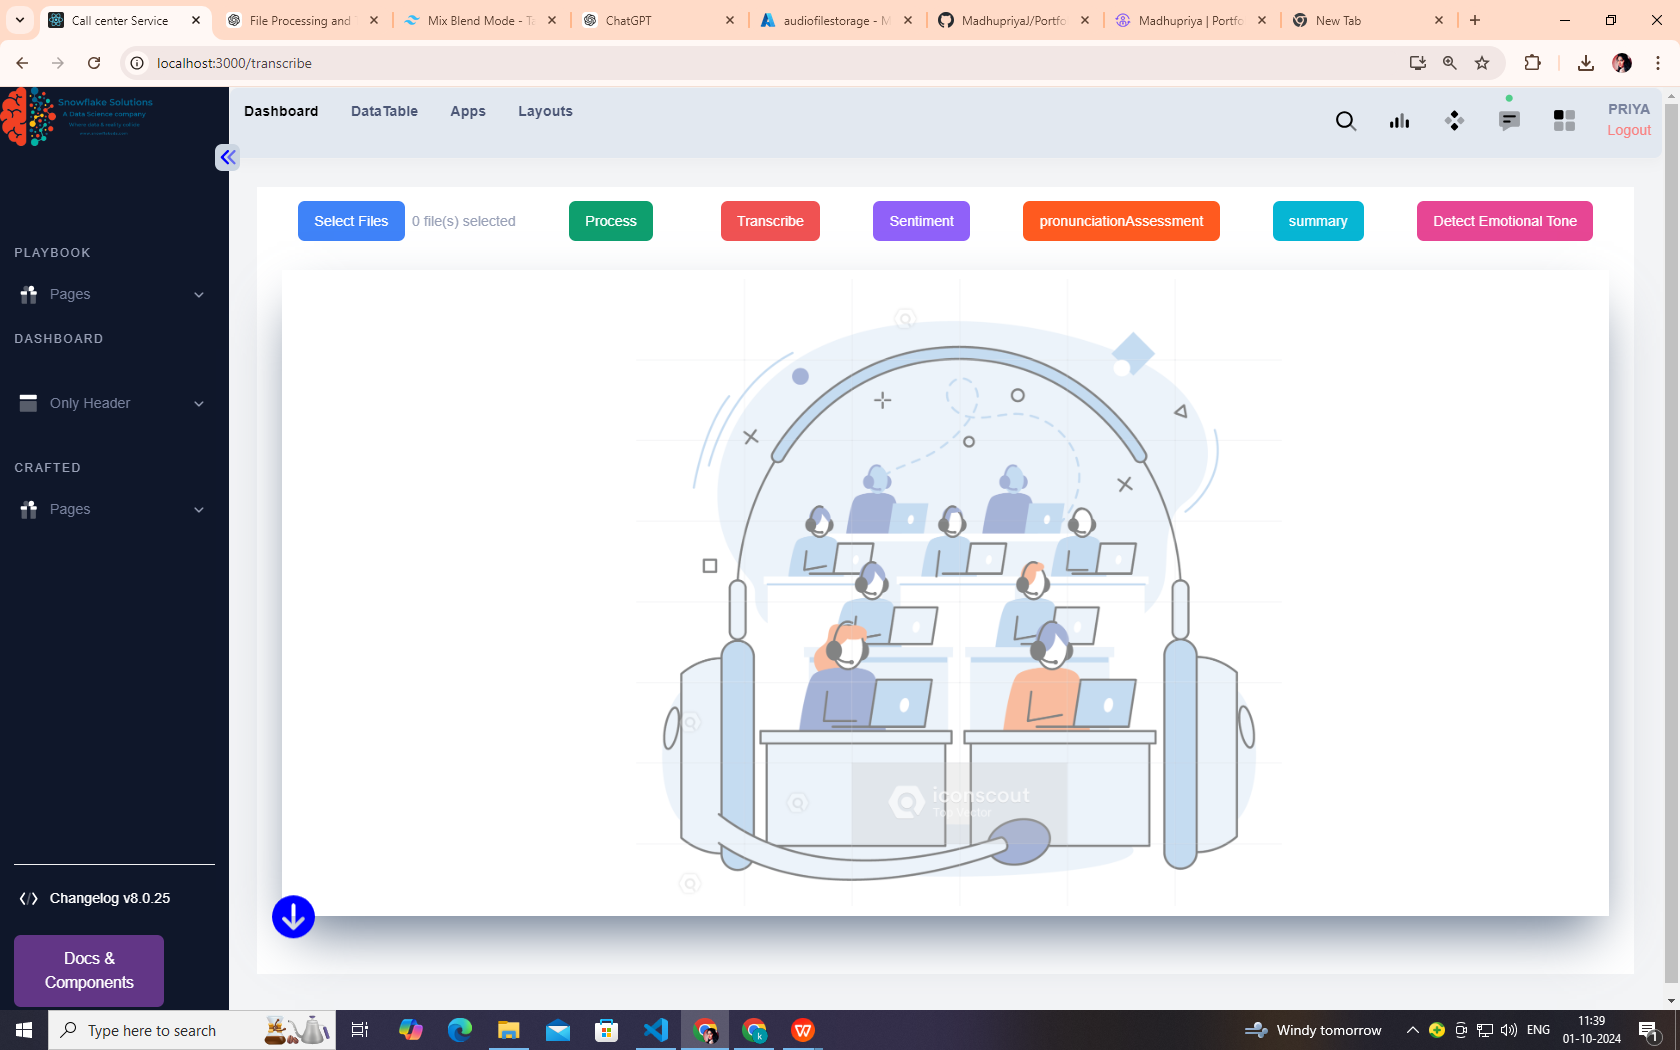 Call center Service
File Processing and
Mix Blend Mode - Ta
ChatGPT
audiofilestorage - M
MadhupriyaJ/Portfo
Madhupriya | Portfo
New Tab
localhost:3000/transcribe
Snowflake Solutions
A Data Science company
Dashboard
DataTable
Apps
Layouts
PRIYA
Logout
Select Files
0 file(s) selected
Process
Transcribe
Sentiment
pronunciationAssessment
summary
Detect Emotional Tone
PLAYBOOK
Pages
DASHBOARD
Only Header
CRAFTED
Pages
iconscout
Changelog v8.0.25
Docs &
Components
Type here to search
Windy tomorrow
ENG
11:39
01-10-2024
1